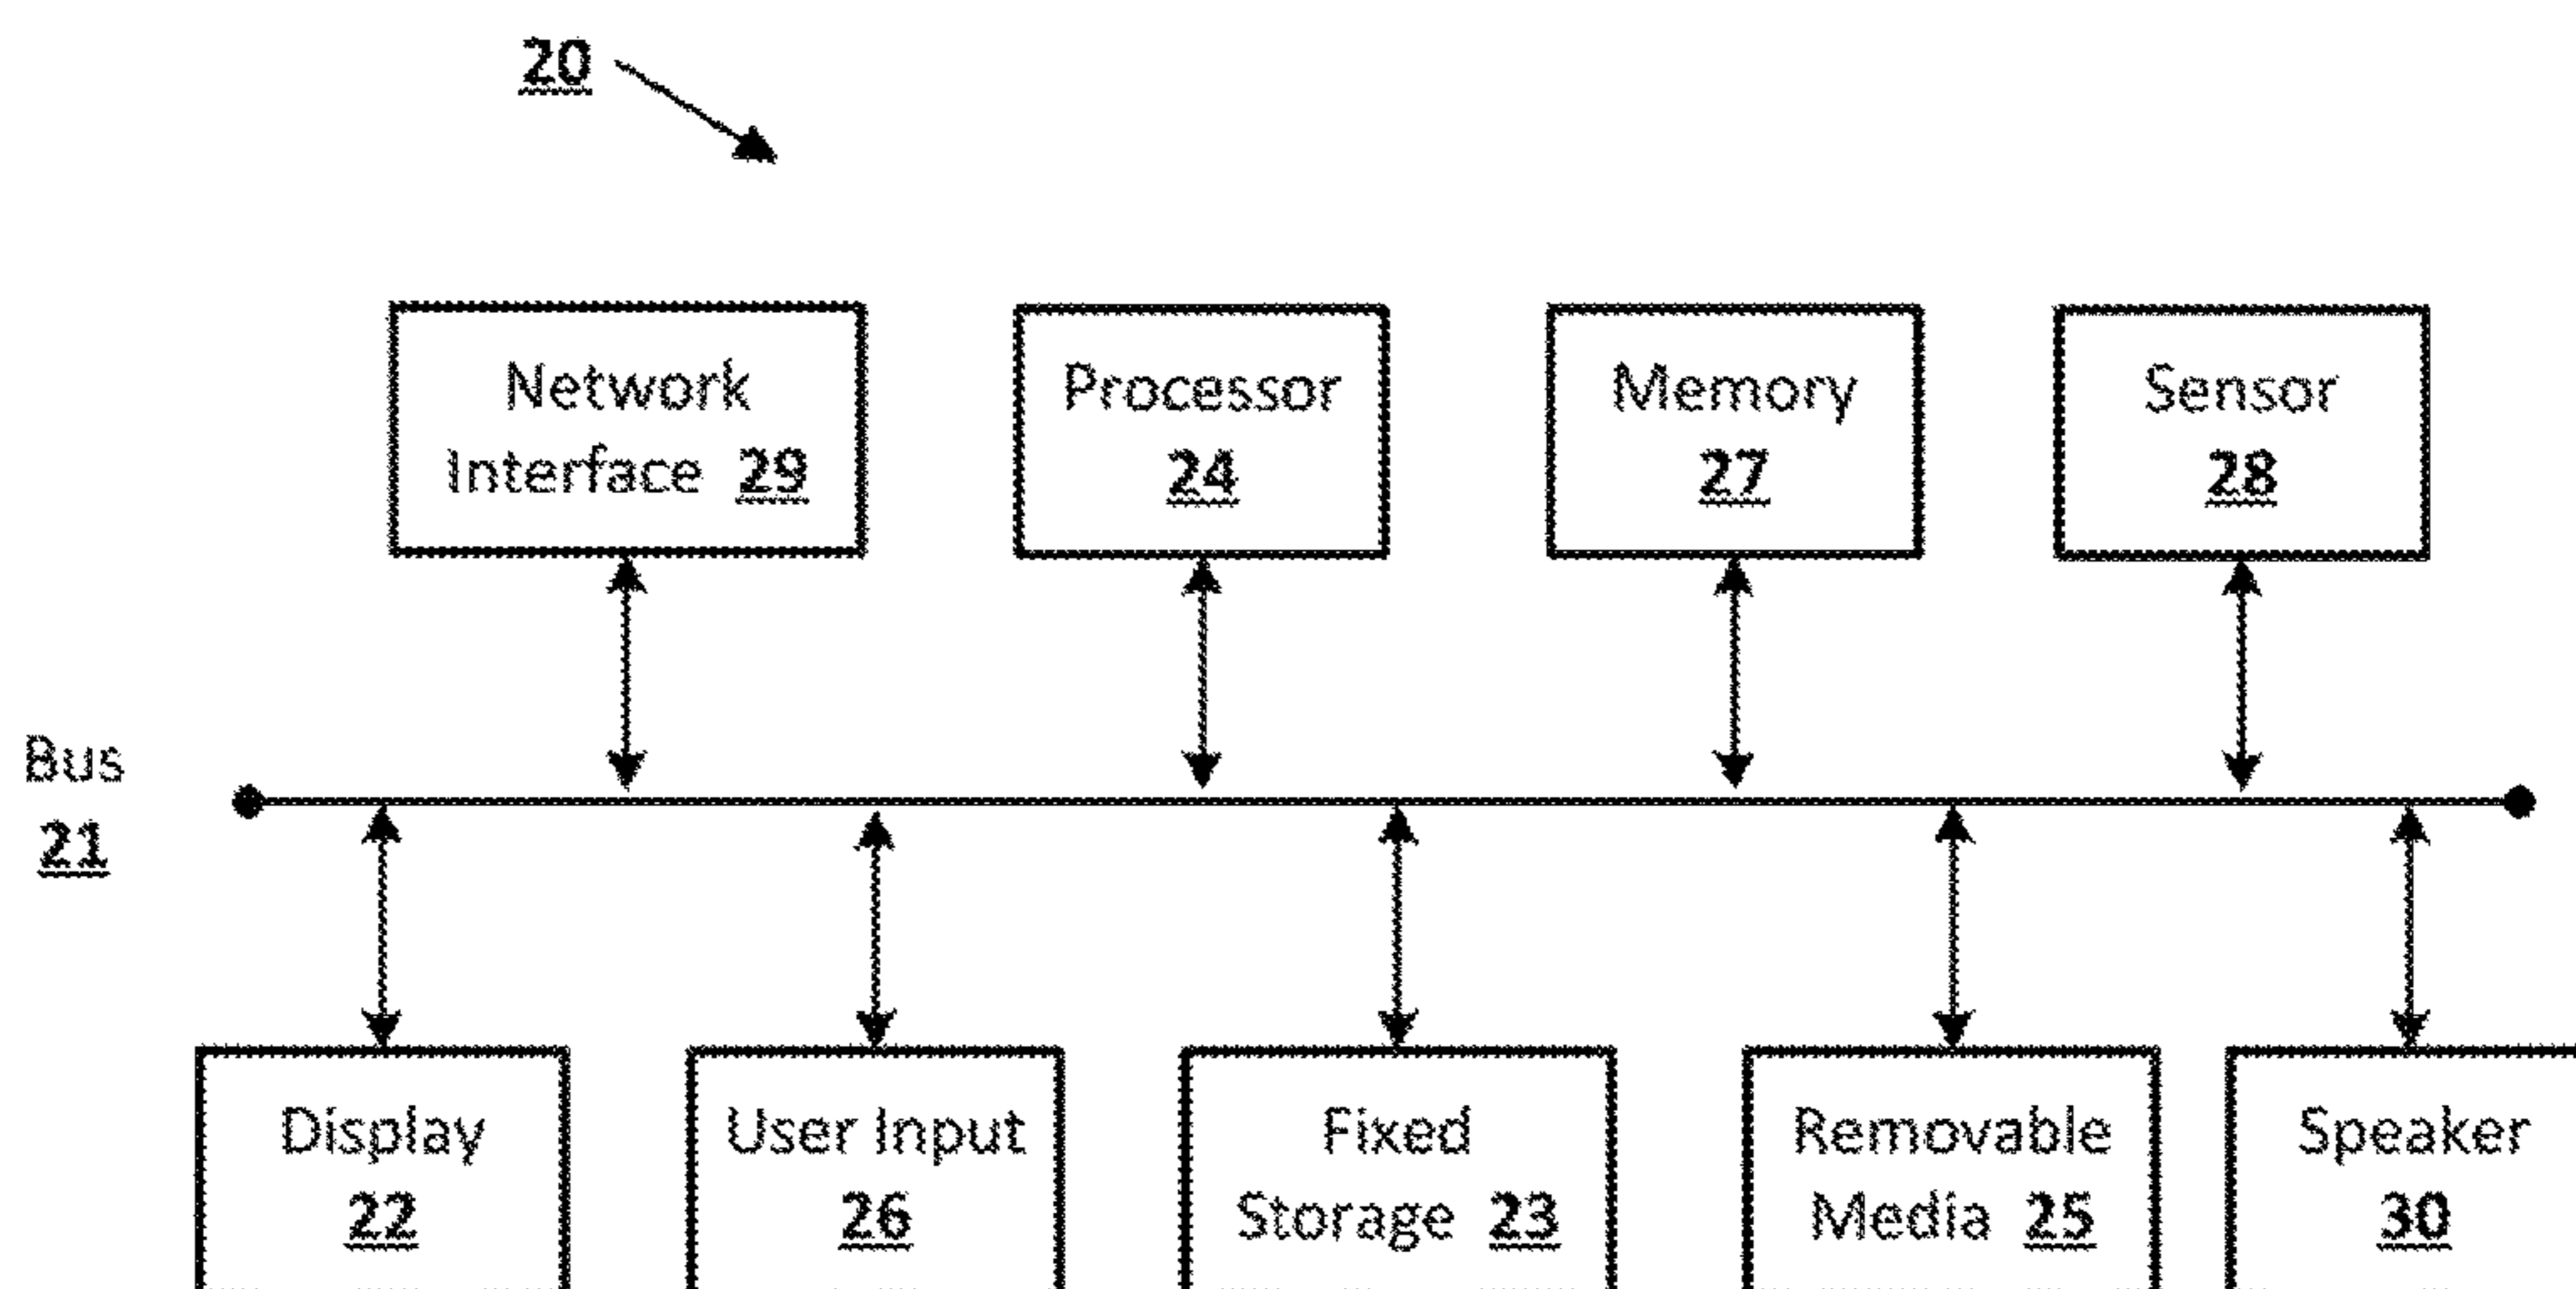 20
Network
Interface 29
Processor
24
Memory
27
Sensor
28
Bus
21
Display
22
User Input
26
Fixed
Storage 23
Removable
Media 25
Speaker
30